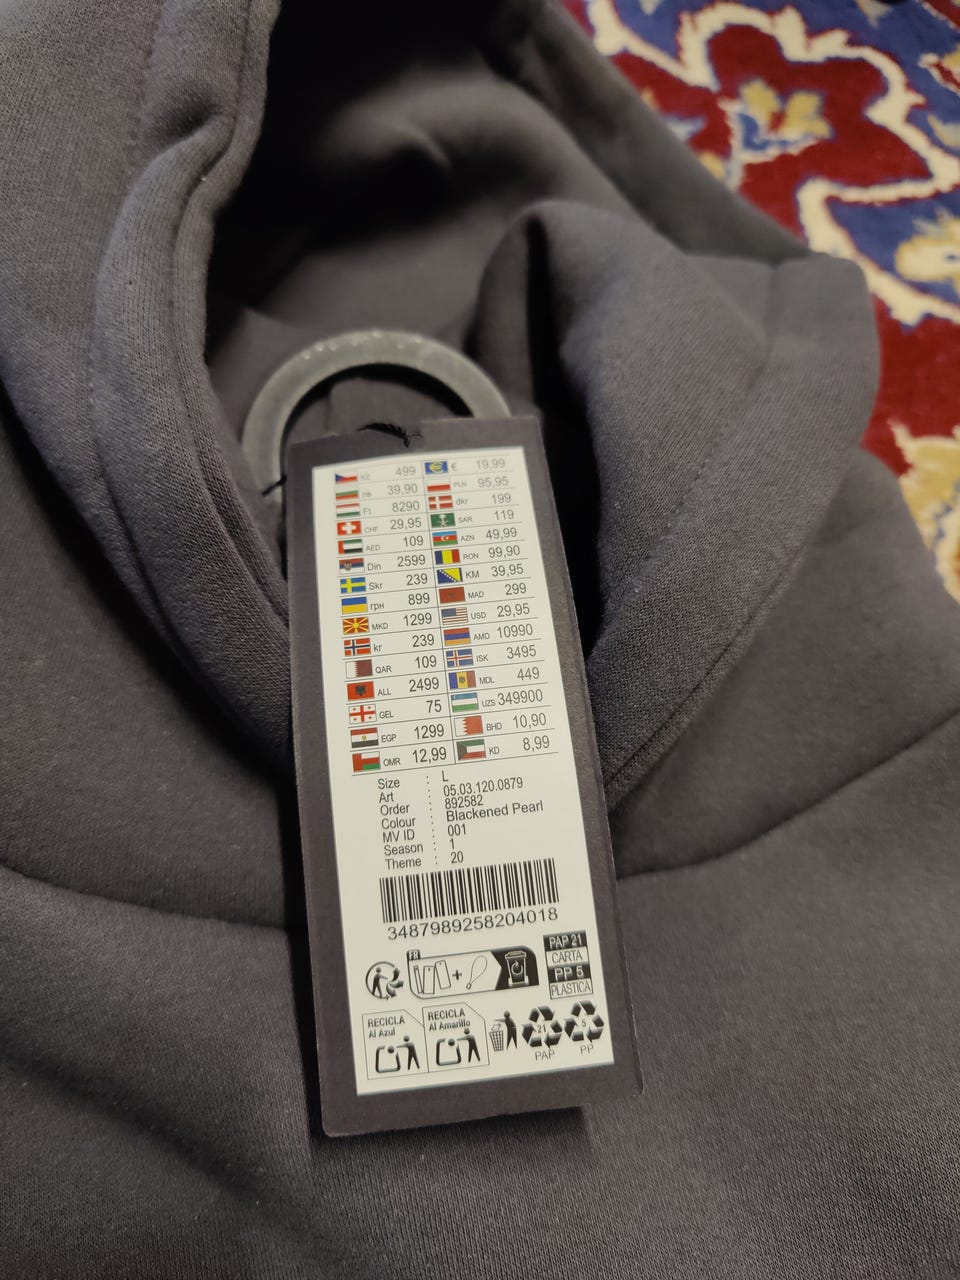 Kč 499 € 19,99
лв 39,90 PLN 95,95
Ft 8290 dkr 199
CHF 29,95 SAR 119
AED 109 AZN 49,99
Din 2599 RON 99,90
Skr 239 KM 39,95
грн 899 MAD 299
MKD 1299 USD 29,95
kr 239 AMD 10990
QAR 109 ISK 3495
ALL 2499 MDL 449
GEL 75 UZS 349900
EGP 1299 BHD 10,90
OMR 12,99 KD 8,99
Size : L
Art : 05.03.120.0879
Order : 892582
Colour : Blackened Pearl
MV ID : 001
Season : 1
Theme : 20
3487989258204018
FR
+
PAP 21
CARTA
PP 5
PLASTICA
RECICLA
Al Azul
RECICLA
Al Amarillo
21
PAP
5
PP